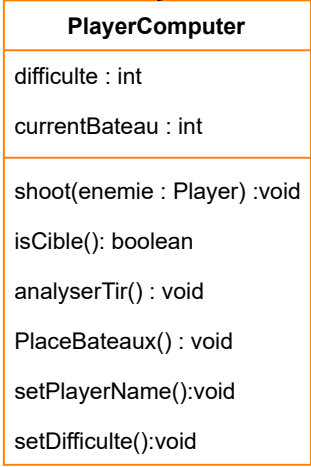 PlayerComputer
difficulte : int
currentBateau : int
shoot(enemie : Player) :void
isCible(): boolean
analyserTir() : void
PlaceBateaux() : void
setPlayerName():void
setDifficulte():void